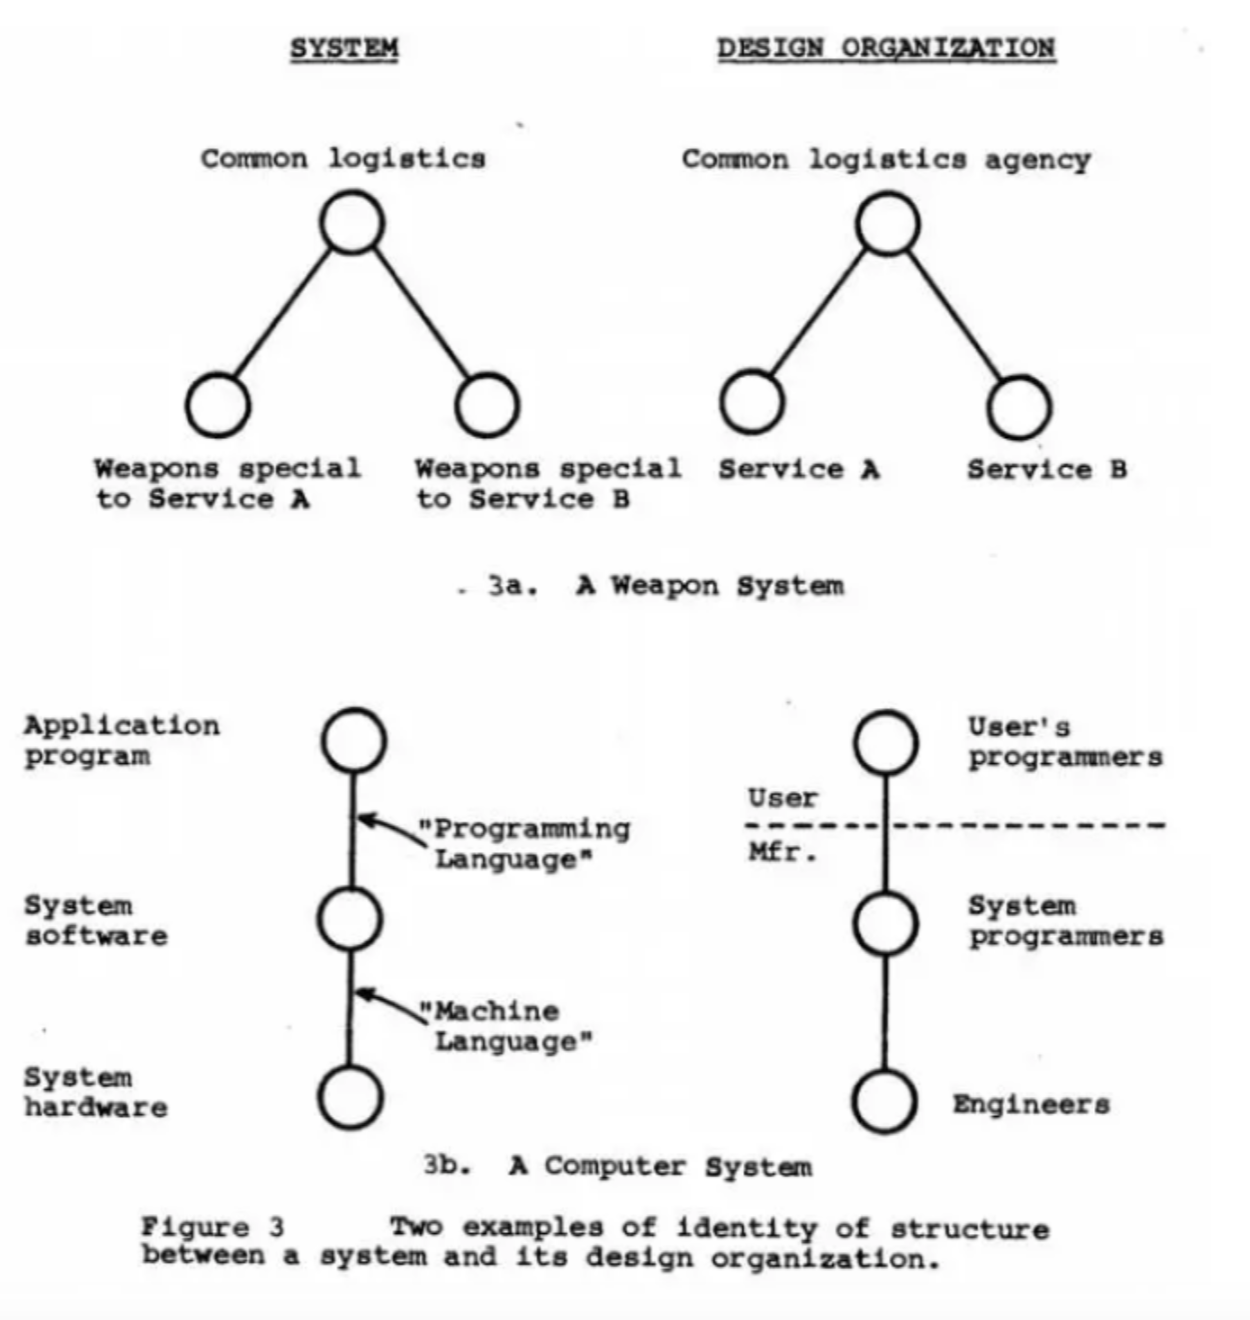 SYSTEM
DESIGN ORGANIZATION
Common logistics
Common logistics agency
Weapons special
to Service A
Weapons special
to Service B
Service A
Service B
3a. A Weapon System
Application
program
"Programming
Language"
System
software
"Machine
Language"
System
hardware
User's
programmers
User
Mfr.
System
programmers
Engineers
3b. A Computer System
Figure 3 Two examples of identity of structure
between a system and its design organization.